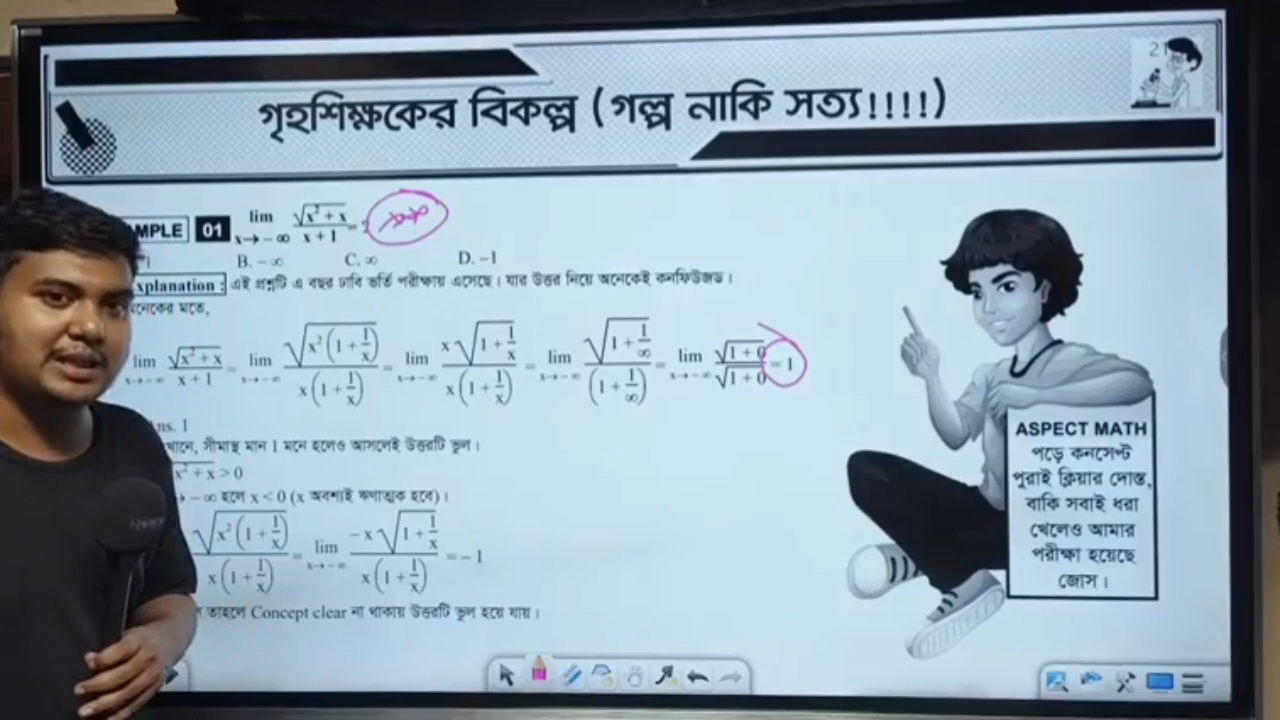 21
গৃহশিক্ষকের বিকল্প (গল্প নাকি সত্য!!!!)
MPLE 01 lim x→-∞ √(x²+x) / (x+1) = ?
1 B. -∞ C. ∞ D. -1
xplanation : এই প্রশ্নটি এ বছর ঢাবি ভর্তি পরীক্ষায় এসেছে। যার উত্তর নিয়ে অনেকেই কনফিউজড।
নেকের মতে,
lim x→-∞ √(x²+x) / (x+1) = lim x→-∞ √(x²(1+1/x)) / x(1+1/x) = lim x→-∞ x√(1+1/x) / x(1+1/x) = lim x→-∞ √(1+1/∞) / (1+1/∞) = lim x→-∞ √(1+0) / √(1+0) = 1
ns. 1
খানে, সীমাস্থ মান 1 মনে হলেও আসলেই উত্তরটি ভুল।
x²+x > 0
-∞ হলে x < 0 (x অবশ্যই ঋণাত্মক হবে)।
√(x²(1+1/x)) / x(1+1/x) = lim x→-∞ -x√(1+1/x) / x(1+1/x) = -1
তাহলে Concept clear না থাকায় উত্তরটি ভুল হয়ে যায়।
ASPECT MATH
পড়ে কনসেপ্ট
পুরাই ক্লিয়ার দোস্ত,
বাকি সবাই ধরা
খেলেও আমার
পরীক্ষা হয়েছে
জোস।